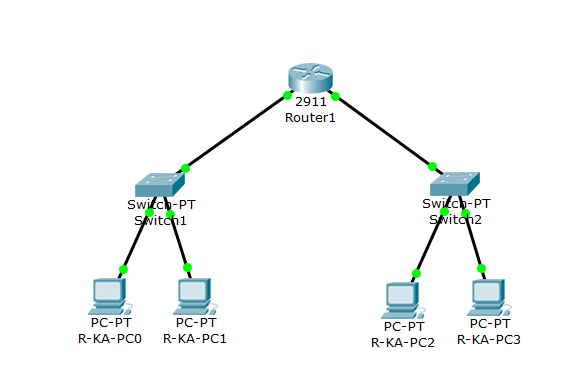 2911
Router1
Switch-PT
Switch1
Switch-PT
Switch2
PC-PT
R-KA-PC0
PC-PT
R-KA-PC1
PC-PT
R-KA-PC2
PC-PT
R-KA-PC3